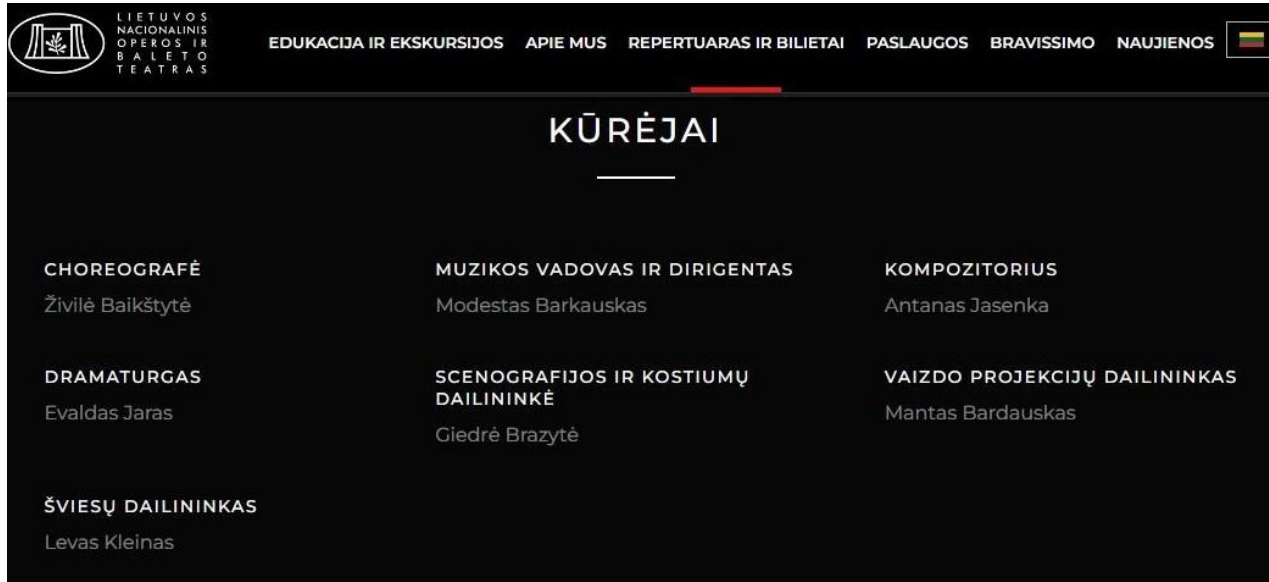 LIETUVOS
NACIONALINIS
OPEROS IR
BALETO
TEATRAS
EDUKACIJA IR EKSKURSIJOS APIE MUS REPERTUARAS IR BILIETAI PASLAUGOS BRAVISSIMO NAUJIENOS
KŪRĖJAI
CHOREOGRAFĖ
Živilė Baikštytė
MUZIKOS VADOVAS IR DIRIGENTAS
Modestas Barkauskas
KOMPOZITORIUS
Antanas Jasenka
DRAMATURGAS
Evaldas Jaras
SCENOGRAFIJOS IR KOSTIUMŲ
DAILININKĖ
Giedrė Brazytė
VAIZDO PROJEKCIJŲ DAILININKAS
Mantas Bardauskas
ŠVIESŲ DAILININKAS
Levas Kleinas